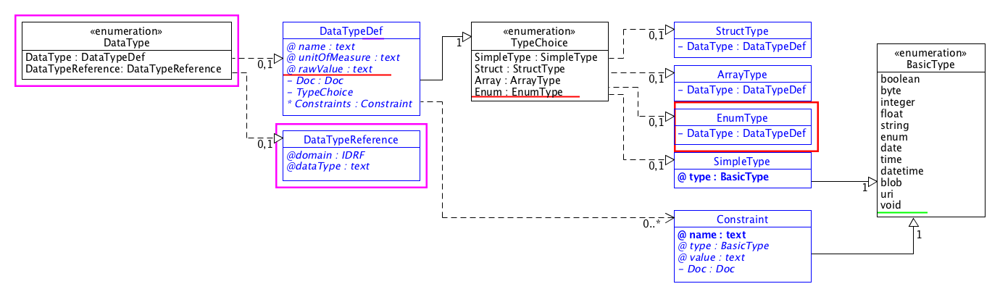 «enumeration»
DataType
DataType : DataTypeDef
DataTypeReference: DataTypeReference
0,1
0,1
DataTypeDef
@ name : text
@ unitOfMeasure : text
@ rawValue : text
- Doc : Doc
- TypeChoice
* Constraints : Constraint
DataTypeReference
@domain : IDRF
@dataType : text
1
«enumeration»
TypeChoice
SimpleType : SimpleType
Struct : StructType
Array : ArrayType
Enum : EnumType
0,1
StructType
- DataType : DataTypeDef
0,1
ArrayType
- DataType : DataTypeDef
0,1
EnumType
- DataType : DataTypeDef
0,1
SimpleType
@ type : BasicType
0..*
Constraint
@ name : text
@ type : BasicType
@ value : text
- Doc : Doc
1
1
«enumeration»
BasicType
boolean
byte
integer
float
string
enum
date
time
datetime
blob
uri
void